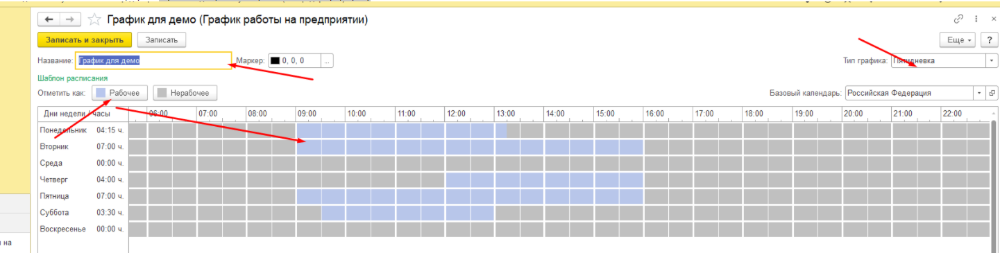 График для демо (График работы на предприятии)
Записать и закрыть Записать Еще ?
Название: График для демо Маркер: 0, 0, 0 ... Тип графика: Пятидневка
Шаблон расписания
Отметить как: Рабочее Нерабочее Базовый календарь: Российская Федерация
Дни недели / часы 06:00 07:00 08:00 09:00 10:00 11:00 12:00 13:00 14:00 15:00 16:00 17:00 18:00 19:00 20:00 21:00 22:00
Понедельник 04:15 ч.
Вторник 07:00 ч.
Среда 00:00 ч.
Четверг 04:00 ч.
Пятница 07:00 ч.
Суббота 03:30 ч.
Воскресенье 00:00 ч.
на